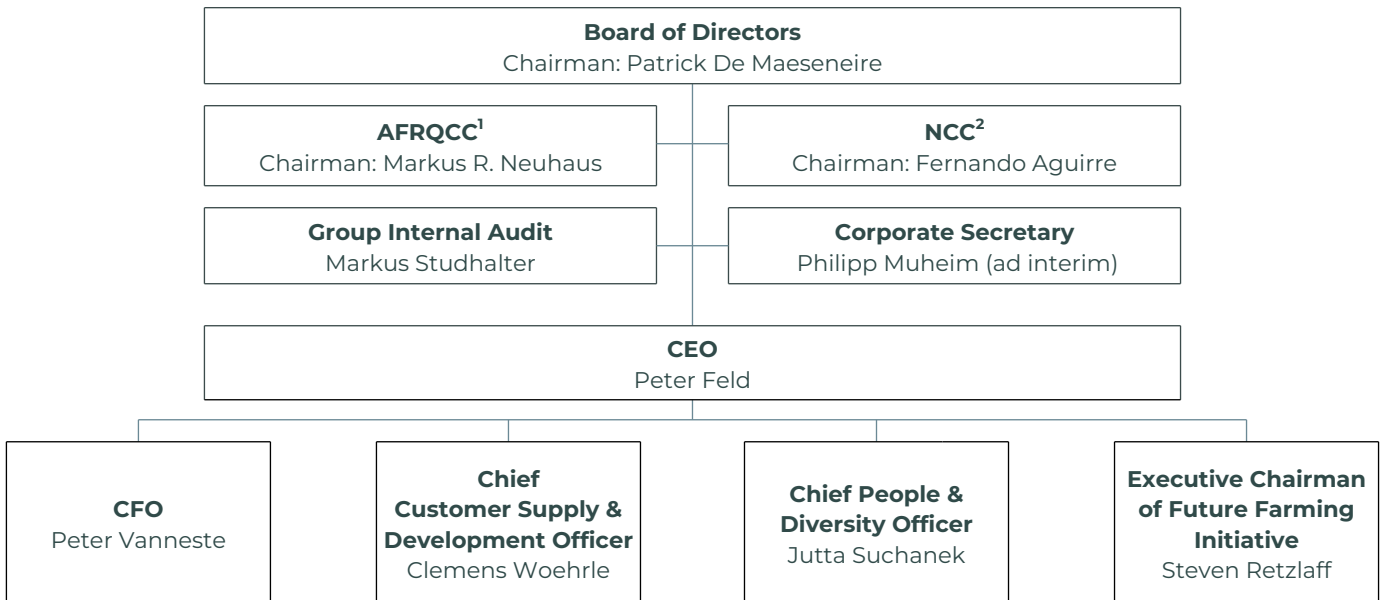 Board of Directors
Chairman: Patrick De Maeseneire
AFRQCC¹
Chairman: Markus R. Neuhaus
NCC²
Chairman: Fernando Aguirre
Group Internal Audit
Markus Studhalter
Corporate Secretary
Philipp Muheim (ad interim)
CEO
Peter Feld
CFO
Peter Vanneste
Chief
Customer Supply &
Development Officer
Clemens Woehrle
Chief People &
Diversity Officer
Jutta Suchanek
Executive Chairman
of Future Farming
Initiative
Steven Retzlaff